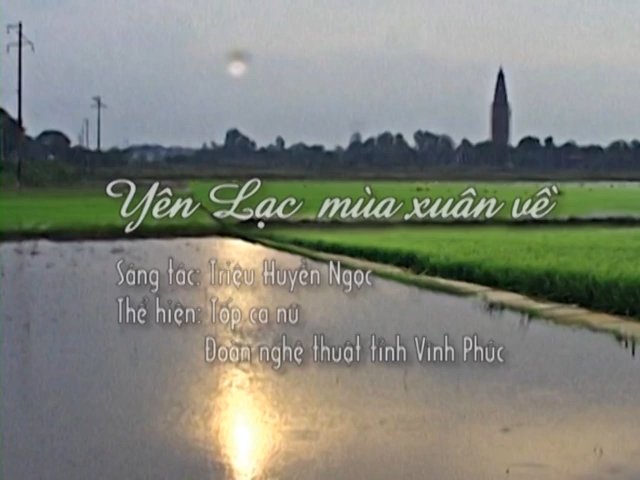 Yên Lạc mùa xuân về
Sáng tác: Triệu Huyền Ngọc
Thể hiện: Tốp ca nữ
Đoàn nghệ thuật tỉnh Vĩnh Phúc